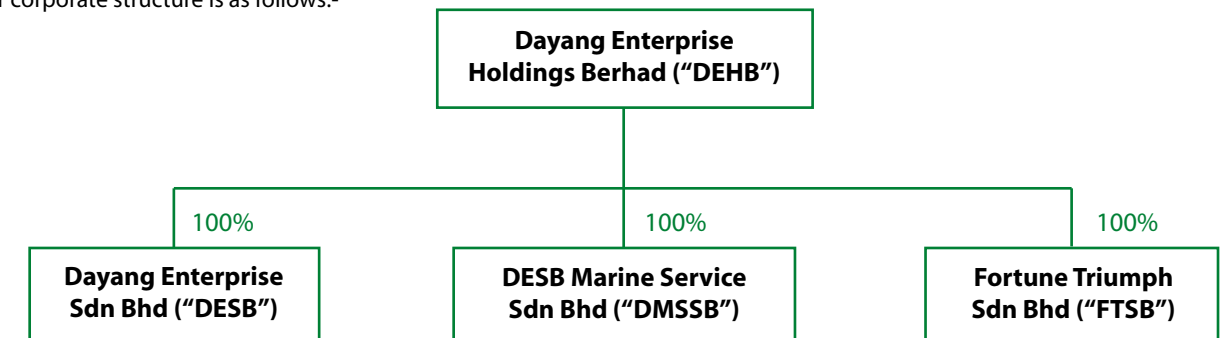 corporate structure is as follows:-
Dayang Enterprise
Holdings Berhad (“DEHB”)
100%
100%
100%
Dayang Enterprise
Sdn Bhd (“DESB”)
DESB Marine Service
Sdn Bhd (“DMSSB”)
Fortune Triumph
Sdn Bhd (“FTSB”)